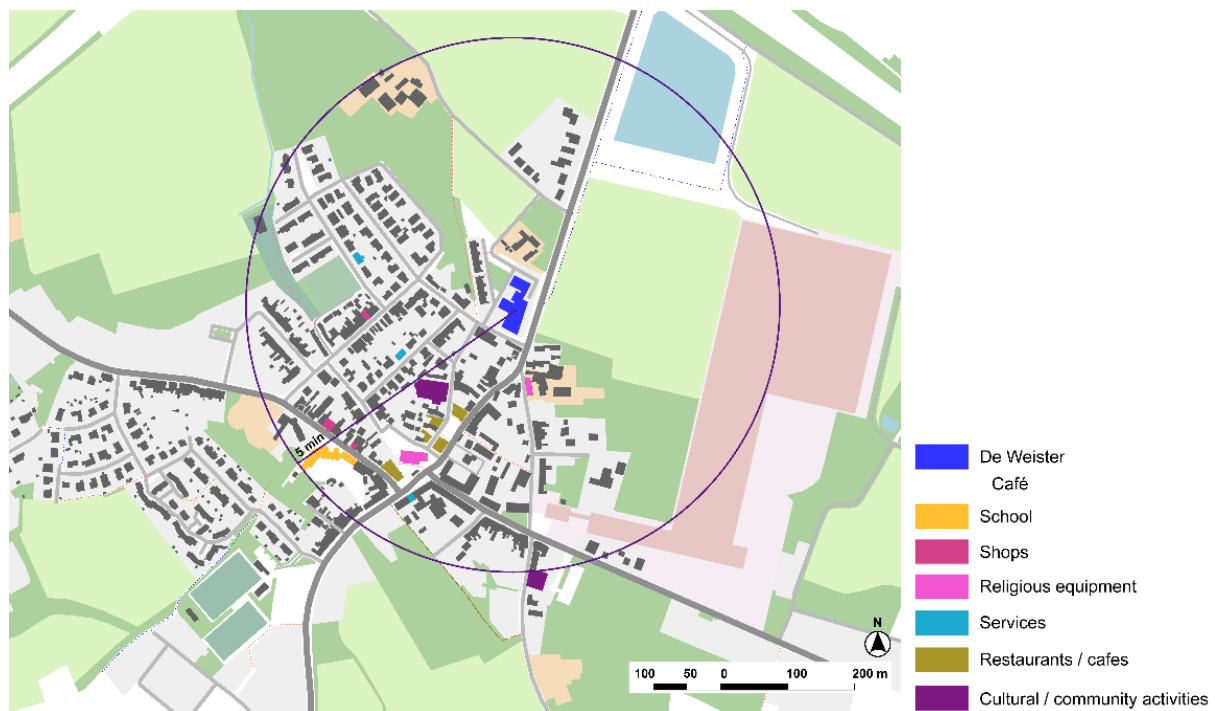 5 min
N
100 50 0 100 200 m
De Weister
Café
School
Shops
Religious equipment
Services
Restaurants / cafes
Cultural / community activities